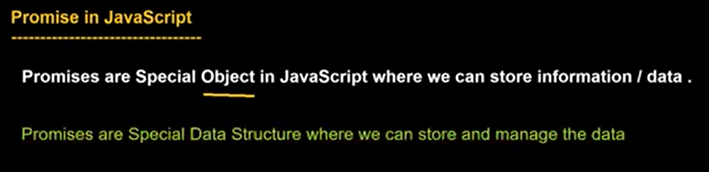 Promise in JavaScript
--------------------------------
Promises are Special Object in JavaScript where we can store information / data .
Promises are Special Data Structure where we can store and manage the data